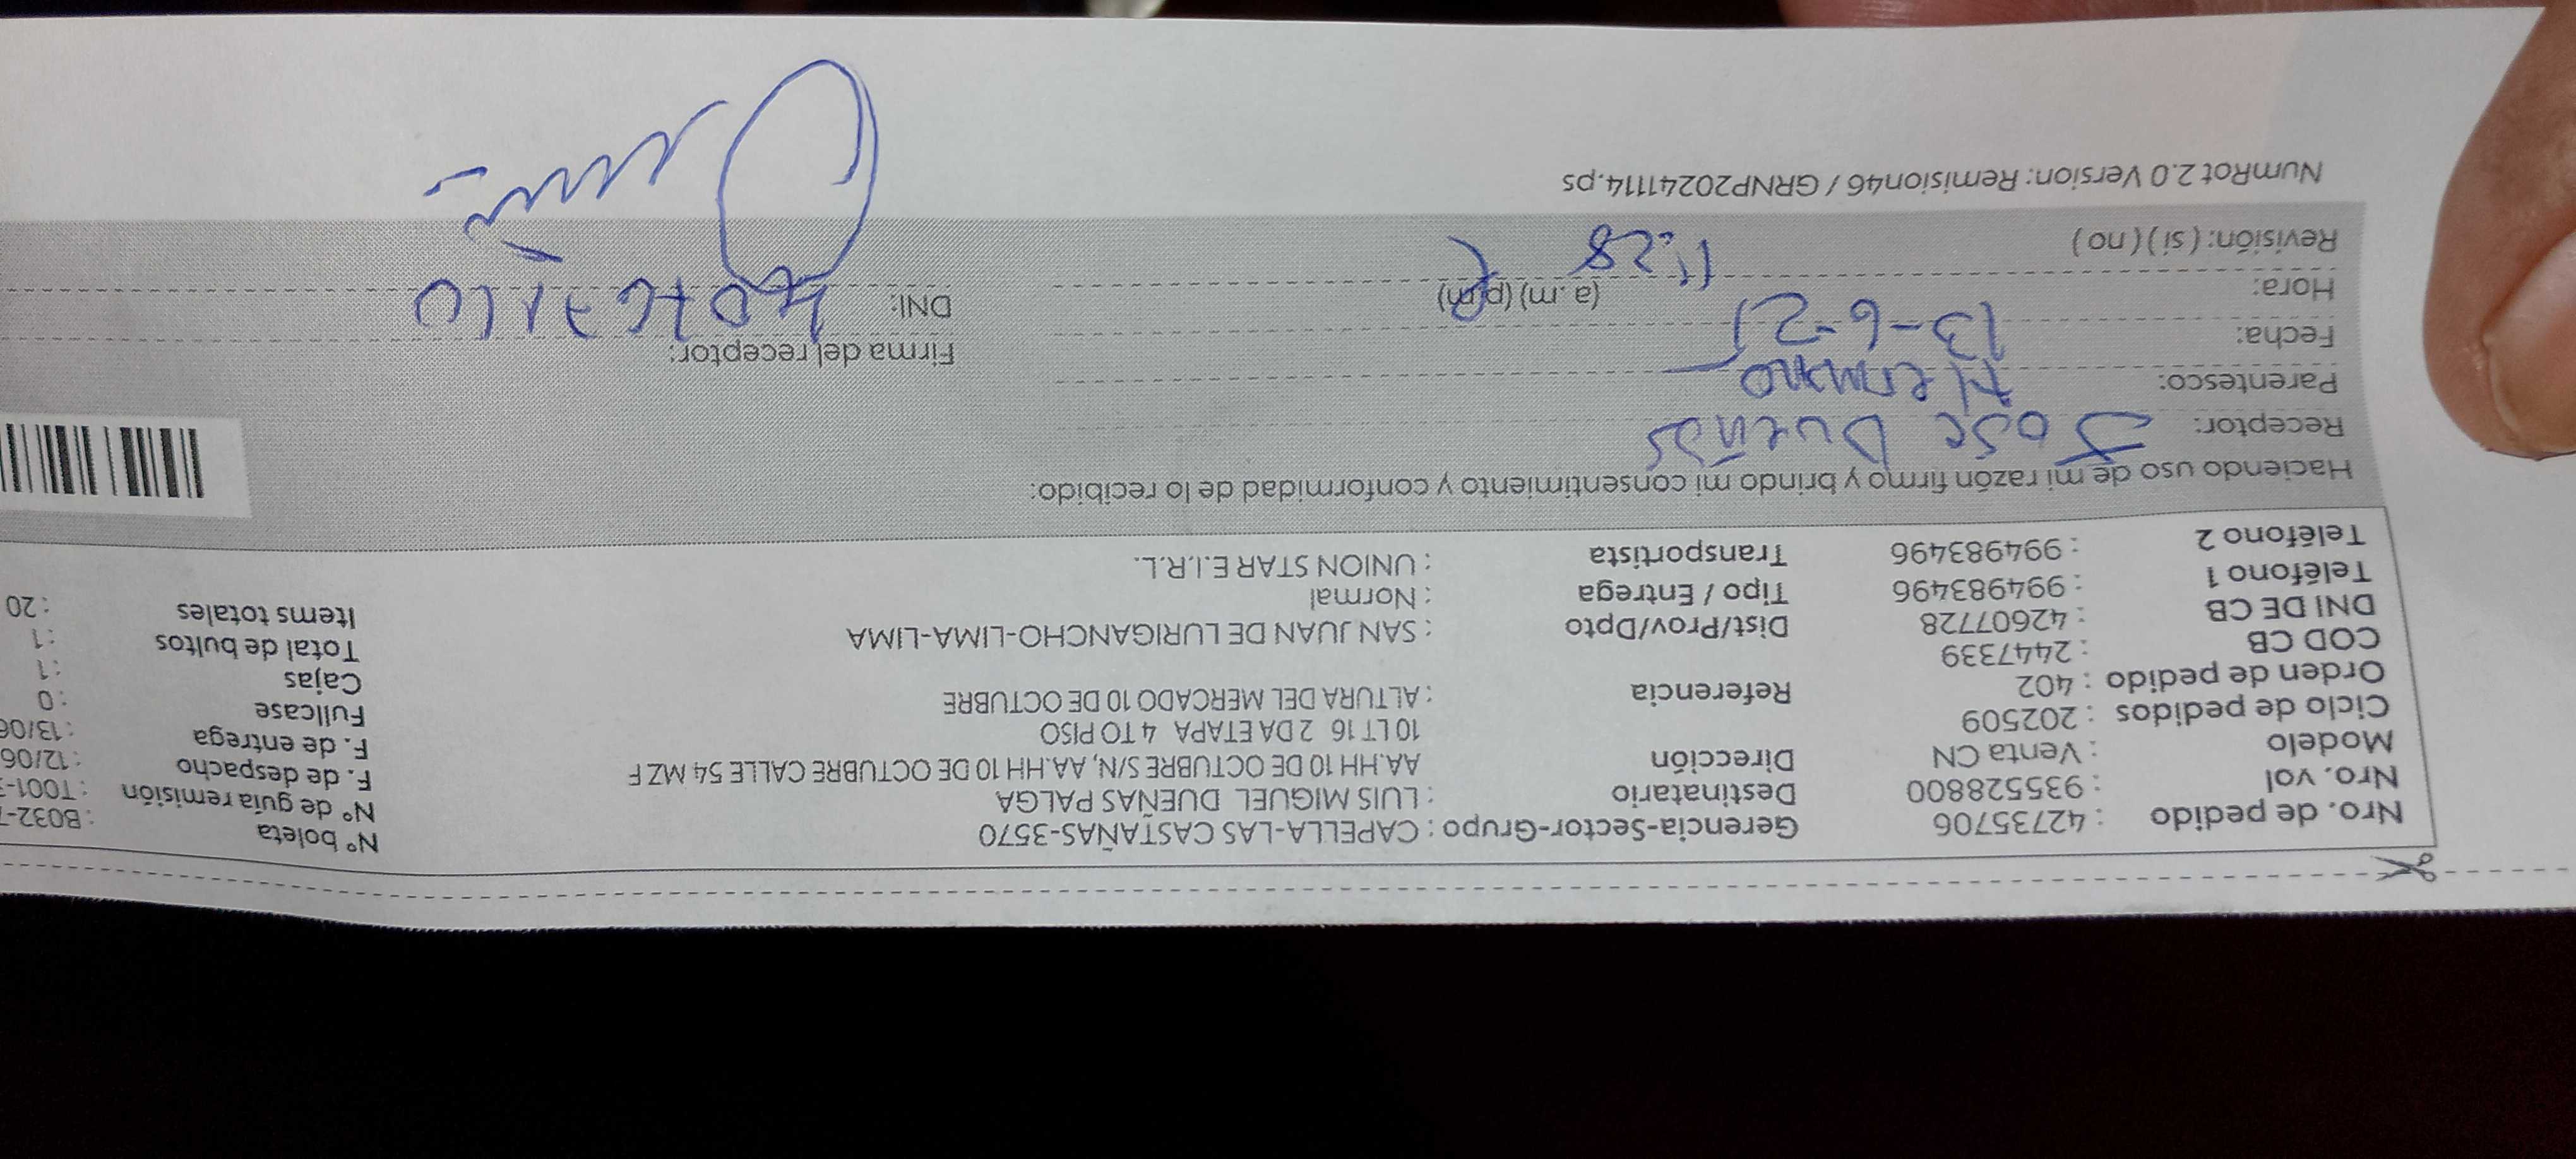 Nro. de pedido : 42735706 Gerencia-Sector-Grupo : CAPELLA-LAS CASTAÑAS-3570 N° boleta : B032-
Nro. vol : 935528800 Destinatario : LUIS MIGUEL DUEÑAS PALGA N° de guía remisión : T001-
Modelo : Venta CN Dirección AA.HH 10 DE OCTUBRE S/N, AA.HH 10 DE OCTUBRE CALLE 54 MZ F F. de despacho : 12/06
Ciclo de pedidos : 202509 10 LT 16 2 DA ETAPA 4 TO PISO F. de entrega : 13/06
Orden de pedido : 402 Referencia : ALTURA DEL MERCADO 10 DE OCTUBRE Fullcase : 0
COD CB : 2447339 Cajas : 1
DNI DE CB : 42607728 Dist/Prov/Dpto : SAN JUAN DE LURIGANCHO-LIMA-LIMA Total de bultos : 1
Teléfono 1 : 994983496 Tipo / Entrega : Normal Items totales : 20
Teléfono 2 : 994983496 Transportista : UNION STAR E.I.R.L.
Haciendo uso de mi razón firmo y brindo mi consentimiento y conformidad de lo recibido:
Receptor: Jose Dueñas
Parentesco: Hermano
Fecha: 13-6-21 Firma del receptor:
Hora: 1:28 (a.m) (p.m) DNI:
Revisión: ( si ) ( no )
NumRot 2.0 Version: Remision46 / GRNP20241114.ps